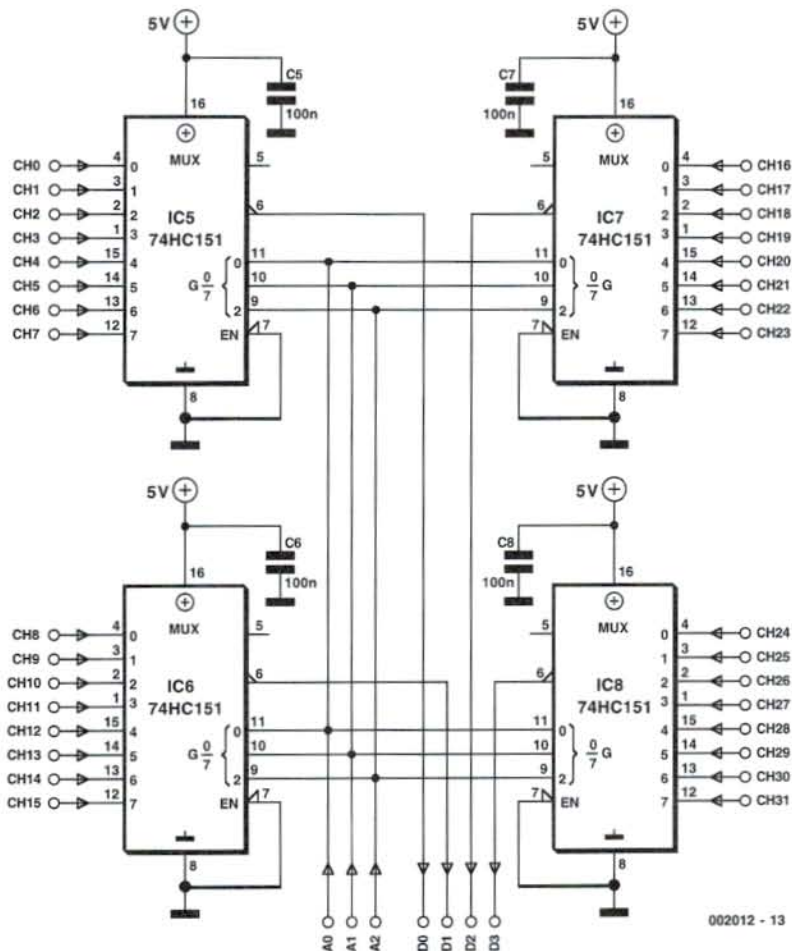 5V
C5
100n
16
MUX
CH0 4 0
5
CH1 3 1
CH2 2 2
6
IC5
CH3 1 3
74HC151
CH4 15 4
0 11
CH5 14 5
G 0/7
10
CH6 13 6
2 9
CH7 12 7
EN 7
8
5V
C7
100n
16
MUX
5
0 4 CH16
1 3 CH17
6
2 2 CH18
IC7
3 1 CH19
74HC151
11 0
4 15 CH20
10
0/7 G
5 14 CH21
9 2
6 13 CH22
7 EN
7 12 CH23
8
5V
C6
100n
16
MUX
CH8 4 0
5
CH9 3 1
CH10 2 2
6
IC6
CH11 1 3
74HC151
CH12 15 4
0 11
CH13 14 5
G 0/7
10
CH14 13 6
2 9
CH15 12 7
EN 7
8
5V
C8
100n
16
MUX
5
0 4 CH24
1 3 CH25
6
2 2 CH26
IC8
3 1 CH27
74HC151
11 0
4 15 CH28
10
0/7 G
5 14 CH29
9 2
6 13 CH30
7 EN
7 12 CH31
8
A0 A1 A2 D0 D1 D2 D3
002012 - 13